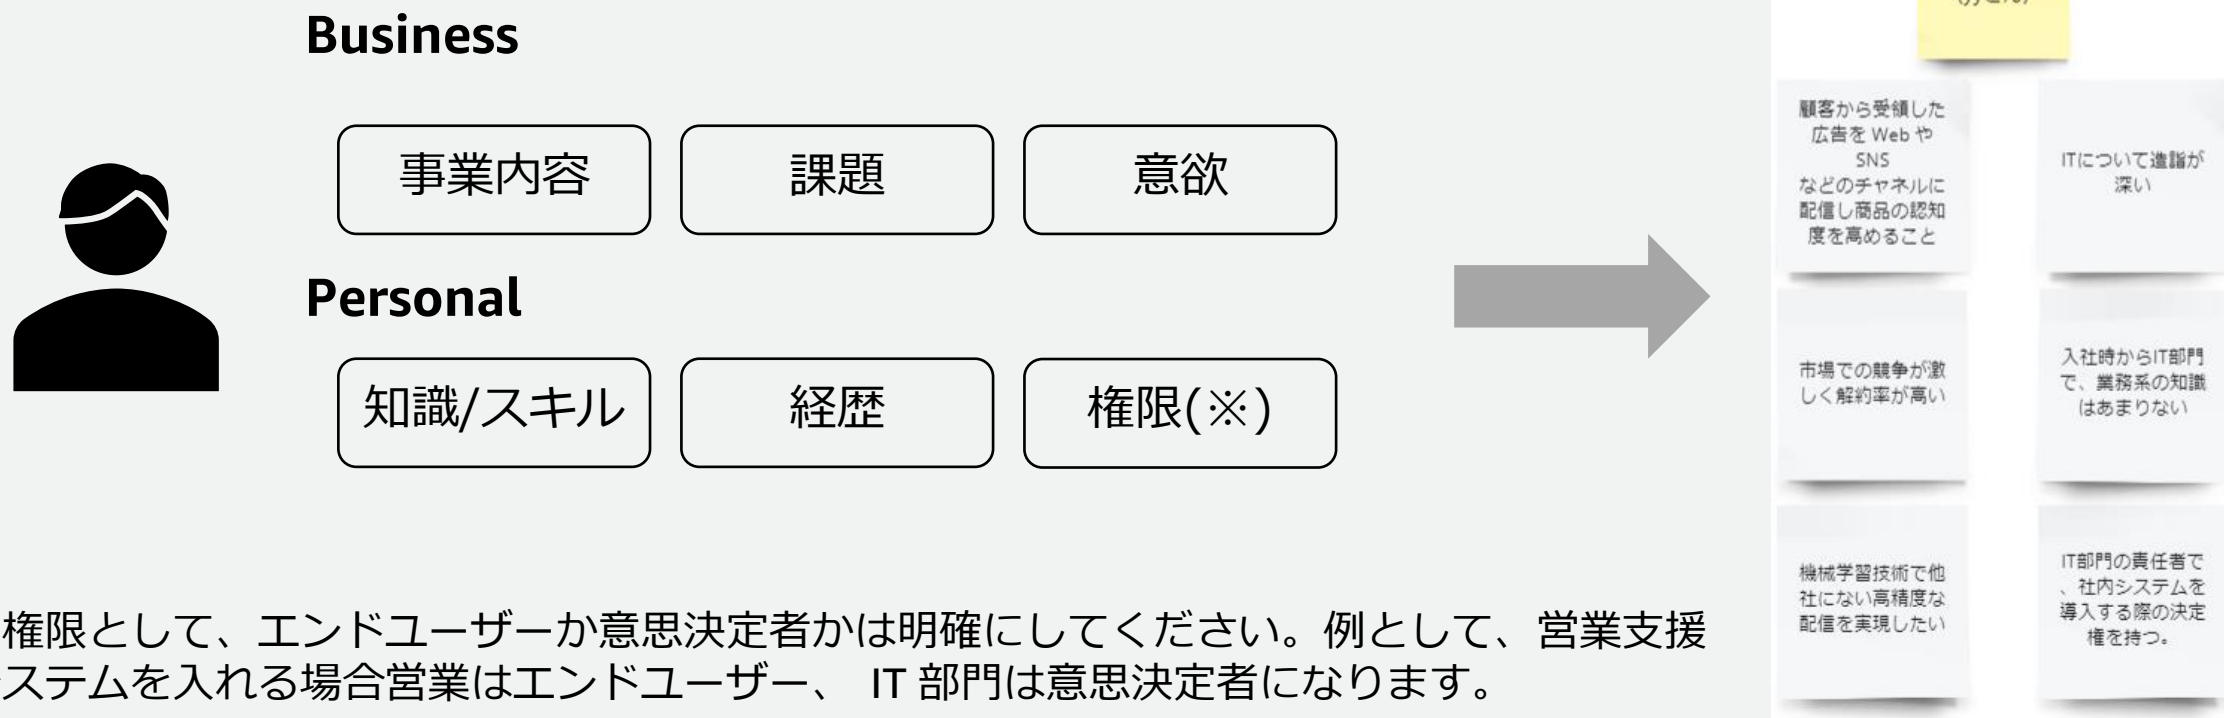 Business
事業内容
課題
意欲
Personal
知識/スキル
経歴
権限(※)
権限として、エンドユーザーか意思決定者かは明確にしてください。例として、営業支援
ステムを入れる場合営業はエンドユーザー、 IT 部門は意思決定者になります。
顧客から受領した
広告を Web や
SNS
などのチャネルに
配信し商品の認知
度を高めること
ITについて造詣が
深い
市場での競争が激
しく解約率が高い
入社時からIT部門
で、業務系の知識
はあまりない
機械学習技術で他
社にない高精度な
配信を実現したい
IT部門の責任者で
、社内システムを
導入する際の決定
権を持つ。